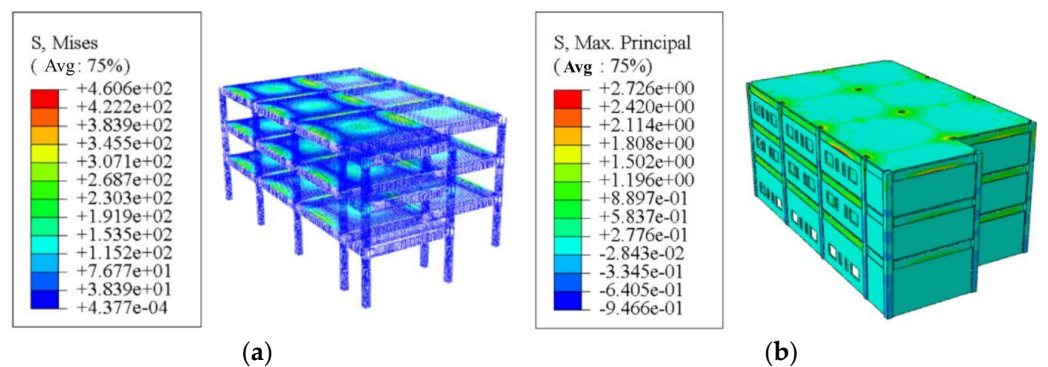 S, Mises
( Avg: 75%)
+4.606e+02
+4.222e+02
+3.839e+02
+3.455e+02
+3.071e+02
+2.687e+02
+2.303e+02
+1.919e+02
+1.535e+02
+1.152e+02
+7.677e+01
+3.839e+01
+4.377e-04
(a)
S, Max. Principal
(Avg : 75%)
+2.726e+00
+2.420e+00
+2.114e+00
+1.808e+00
+1.502e+00
+1.196e+00
+8.897e-01
+5.837e-01
+2.776e-01
-2.843e-02
-3.345e-01
-6.405e-01
-9.466e-01
(b)